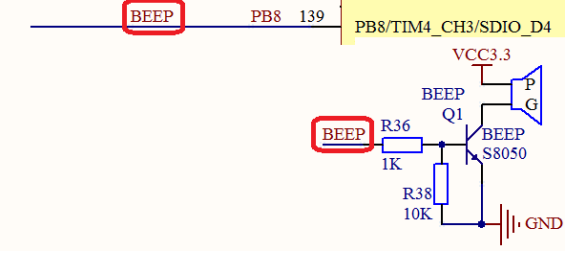 BEEP PB8 139 PB8/TIM4_CH3/SDIO_D4
VCC3.3
P
BEEP
G
Q1
BEEP R36 BEEP
S8050
1K
R38
10K
GND